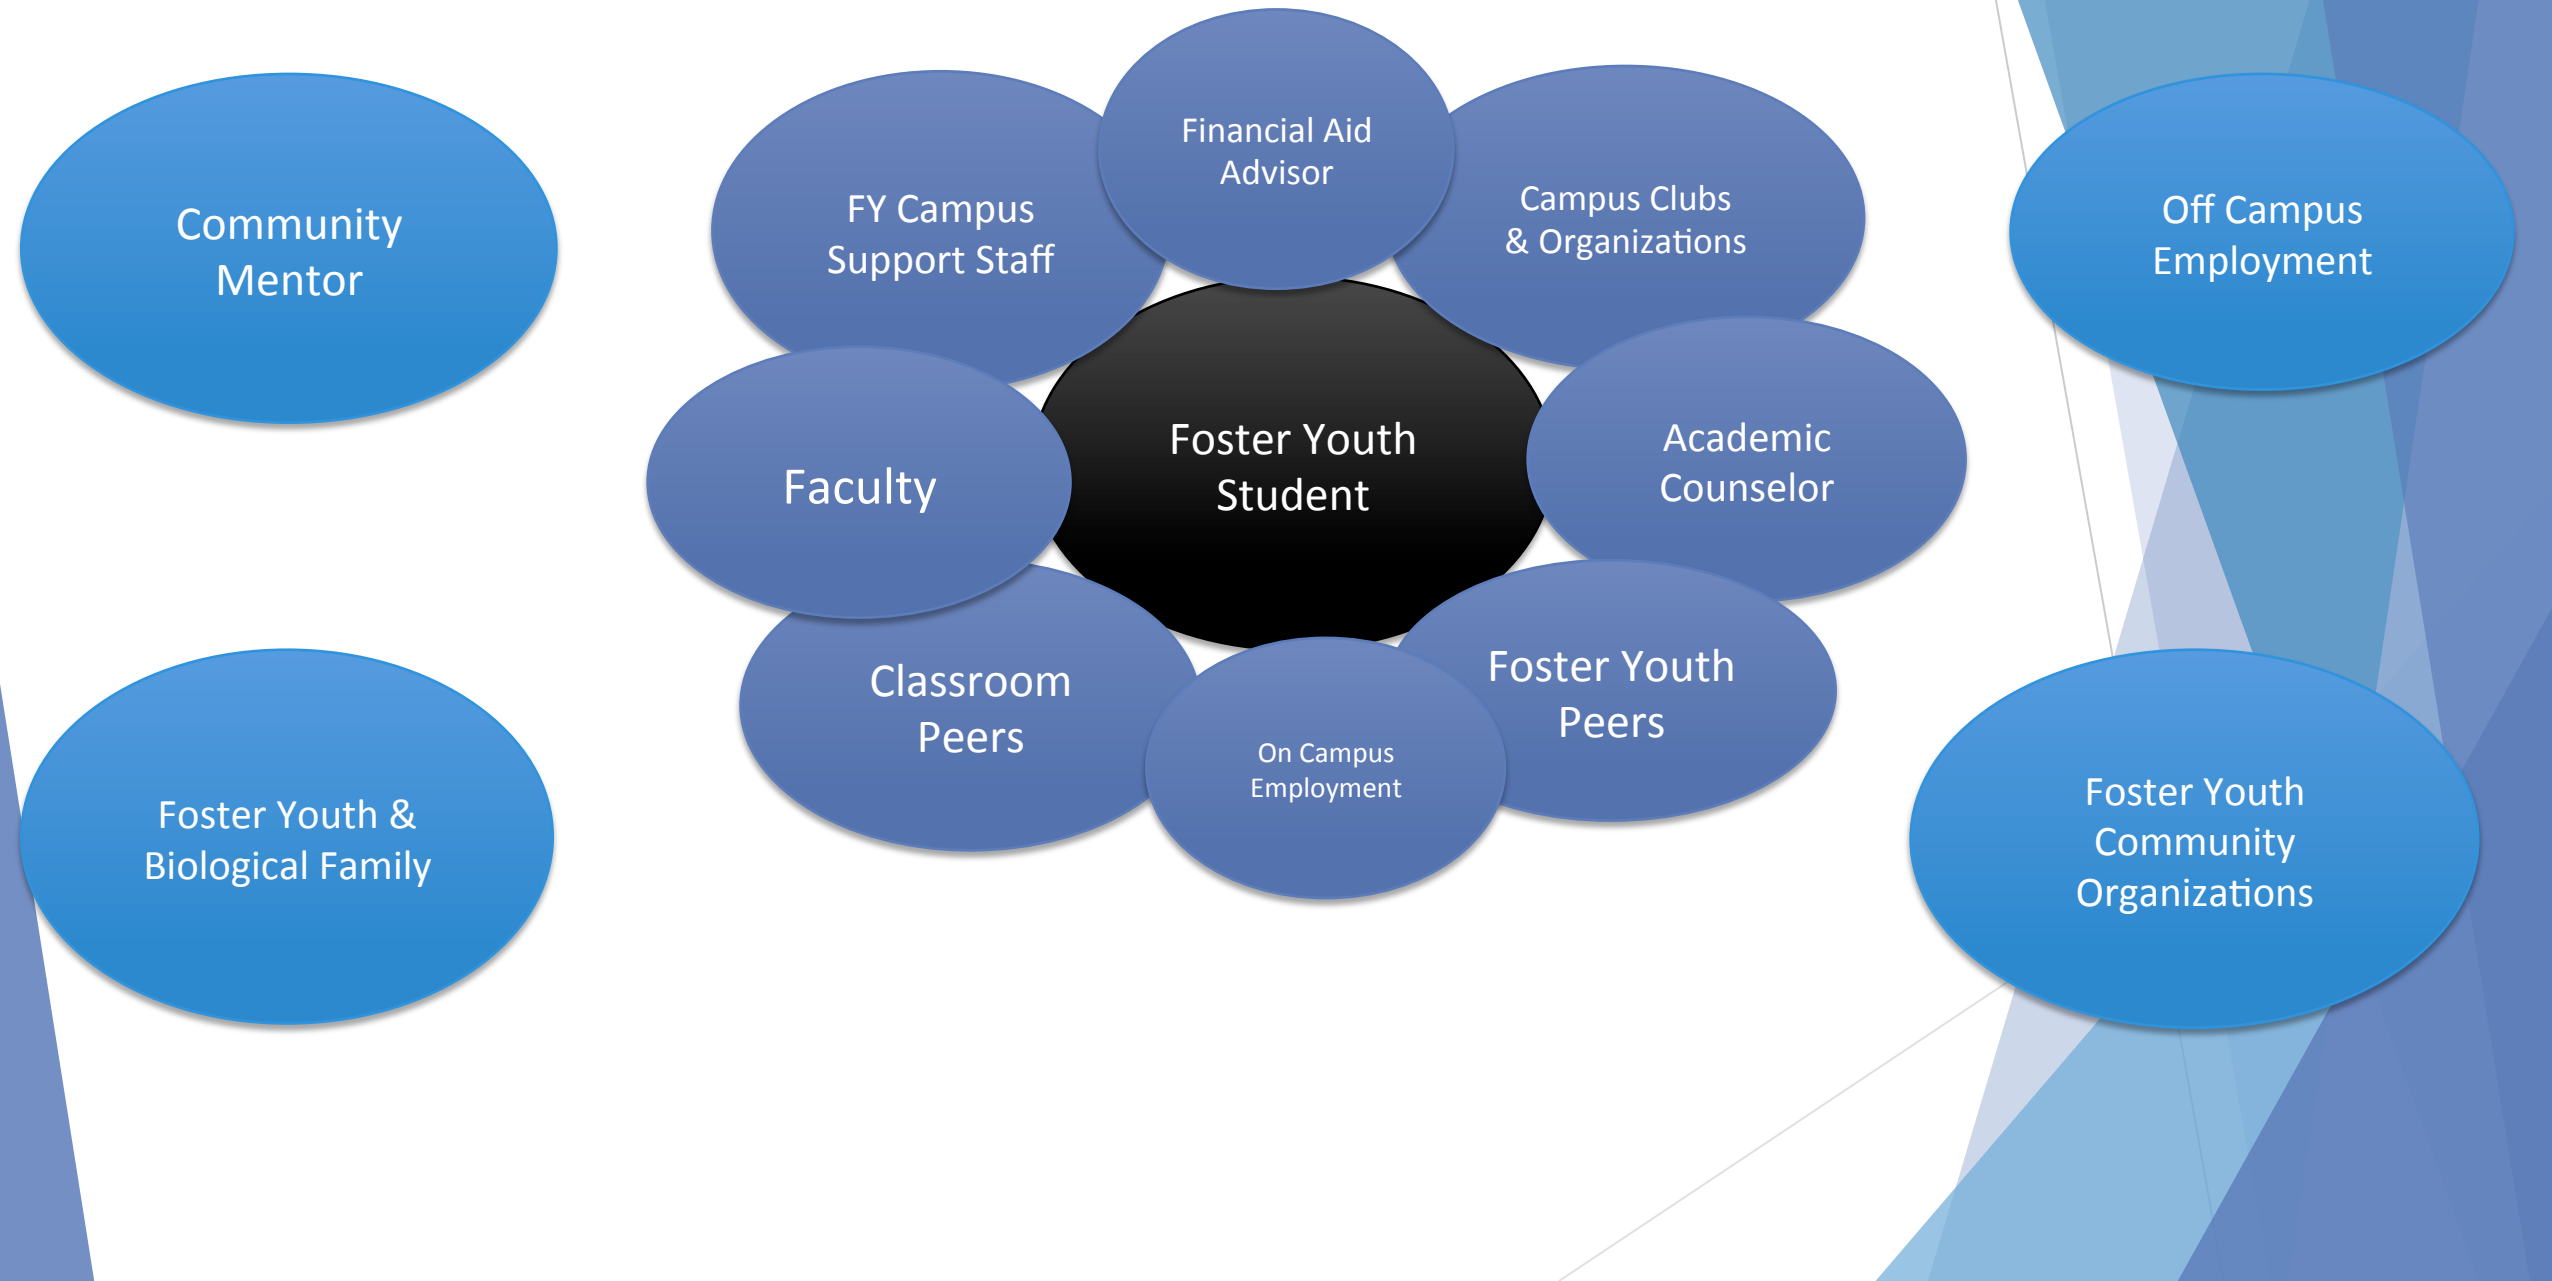 Community
Mentor
FY Campus
Support Staff
Financial Aid
Advisor
Campus Clubs
& Organizations
Off Campus
Employment
Faculty
Foster Youth
Student
Academic
Counselor
Classroom
Peers
On Campus
Employment
Foster Youth
Peers
Foster Youth &
Biological Family
Foster Youth
Community
Organizations